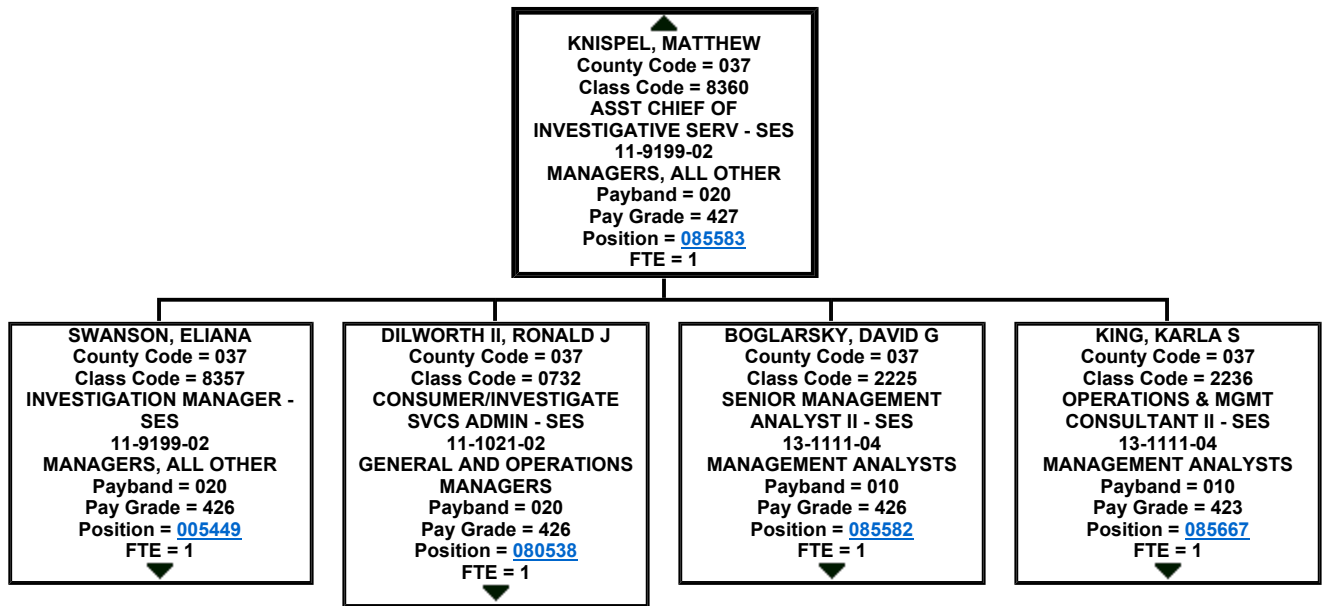 KNISPEL, MATTHEW
County Code = 037
Class Code = 8360
ASST CHIEF OF
INVESTIGATIVE SERV - SES
11-9199-02
MANAGERS, ALL OTHER
Payband = 020
Pay Grade = 427
Position = 085583
FTE = 1
SWANSON, ELIANA
County Code = 037
Class Code = 8357
INVESTIGATION MANAGER -
SES
11-9199-02
MANAGERS, ALL OTHER
Payband = 020
Pay Grade = 426
Position = 005449
FTE = 1
DILWORTH II, RONALD J
County Code = 037
Class Code = 0732
CONSUMER/INVESTIGATE
SVCS ADMIN - SES
11-1021-02
GENERAL AND OPERATIONS
MANAGERS
Payband = 020
Pay Grade = 426
Position = 080538
FTE = 1
BOGLARSKY, DAVID G
County Code = 037
Class Code = 2225
SENIOR MANAGEMENT
ANALYST II - SES
13-1111-04
MANAGEMENT ANALYSTS
Payband = 010
Pay Grade = 426
Position = 085582
FTE = 1
KING, KARLA S
County Code = 037
Class Code = 2236
OPERATIONS & MGMT
CONSULTANT II - SES
13-1111-04
MANAGEMENT ANALYSTS
Payband = 010
Pay Grade = 423
Position = 085667
FTE = 1